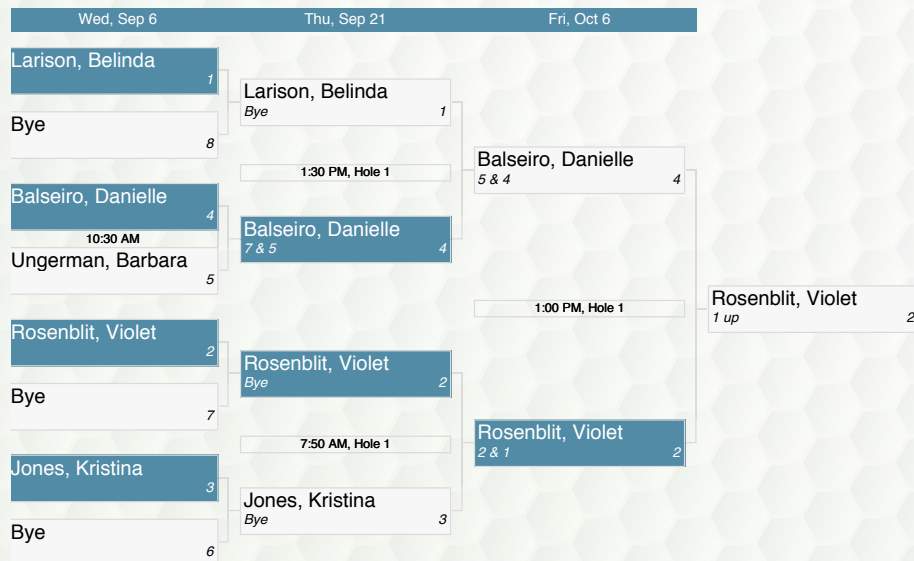 Wed, Sep 6
Thu, Sep 21
Fri, Oct 6
Larison, Belinda
1
Bye
8
Balseiro, Danielle
4
10:30 AM
Ungerman, Barbara
5
Rosenblit, Violet
2
Bye
7
Jones, Kristina
3
Bye
6
Larison, Belinda
Bye 1
1:30 PM, Hole 1
Balseiro, Danielle
7 & 5 4
Rosenblit, Violet
Bye 2
7:50 AM, Hole 1
Jones, Kristina
Bye 3
Balseiro, Danielle
5 & 4 4
1:00 PM, Hole 1
Rosenblit, Violet
2 & 1 2
Rosenblit, Violet
1 up 2